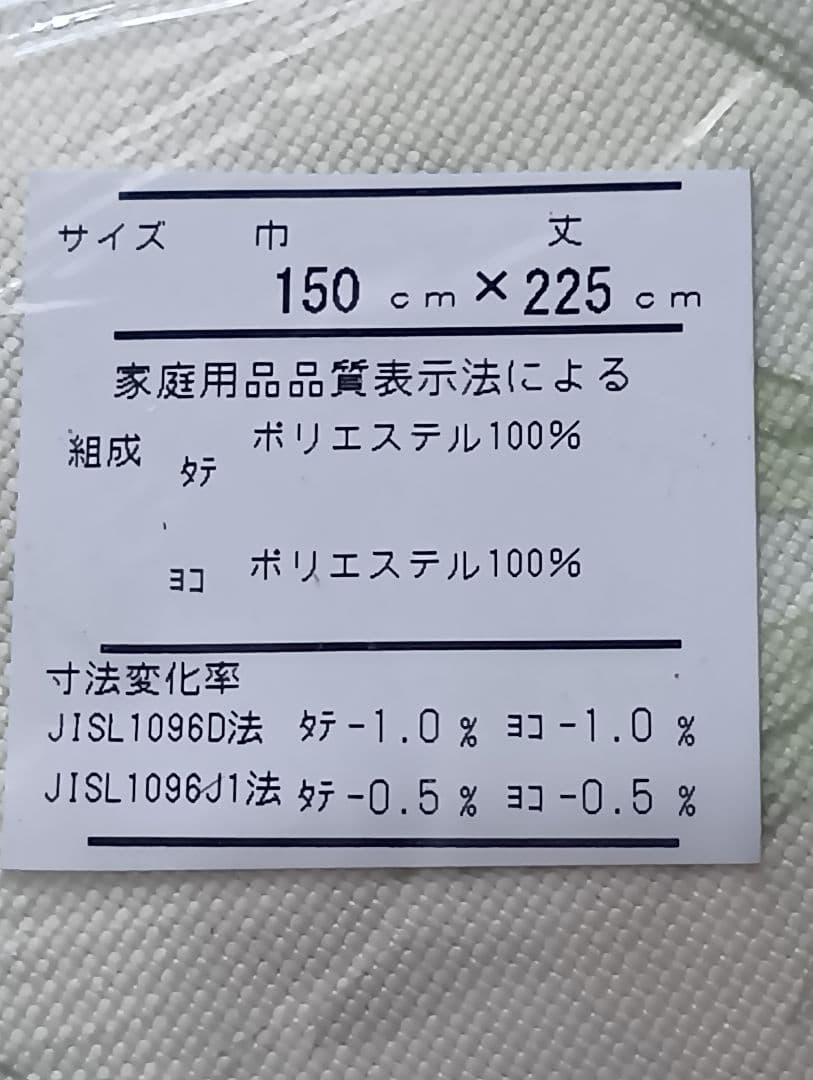 サイズ 巾 丈
150 cm×225 cm
家庭用品品質表示法による
組成 ﾀﾃ ポリエステル100%
ﾖｺ ポリエステル100%
寸法変化率
JISL1096D法 ﾀﾃ-1.0 % ﾖｺ-1.0 %
JISL1096J1法 ﾀﾃ-0.5 % ﾖｺ-0.5 %